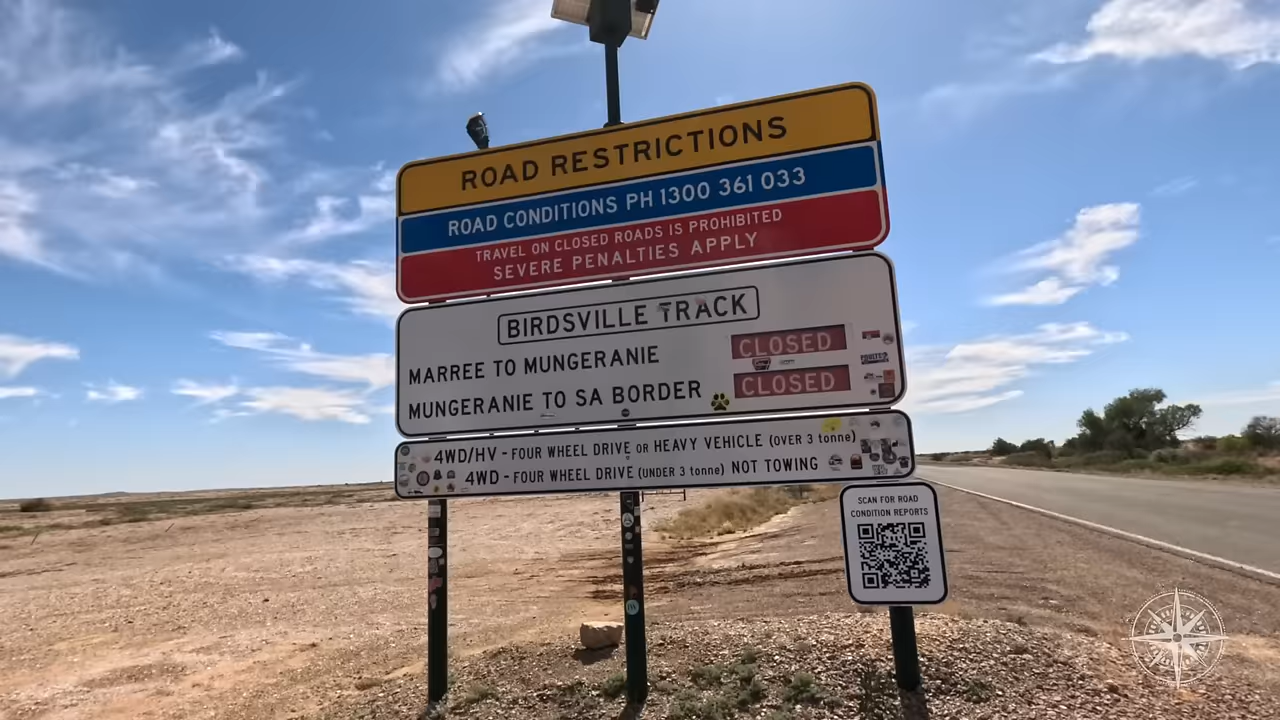 ROAD RESTRICTIONS
ROAD CONDITIONS PH 1300 361 033
TRAVEL ON CLOSED ROADS IS PROHIBITED
SEVERE PENALTIES APPLY
BIRDSVILLE TRACK
MARREE TO MUNGERANIE CLOSED
MUNGERANIE TO SA BORDER CLOSED
4WD/HV - FOUR WHEEL DRIVE OR HEAVY VEHICLE (OVER 3 tonne)
4WD - FOUR WHEEL DRIVE (UNDER 3 tonne) NOT TOWING
SCAN FOR ROAD
CONDITION REPORTS